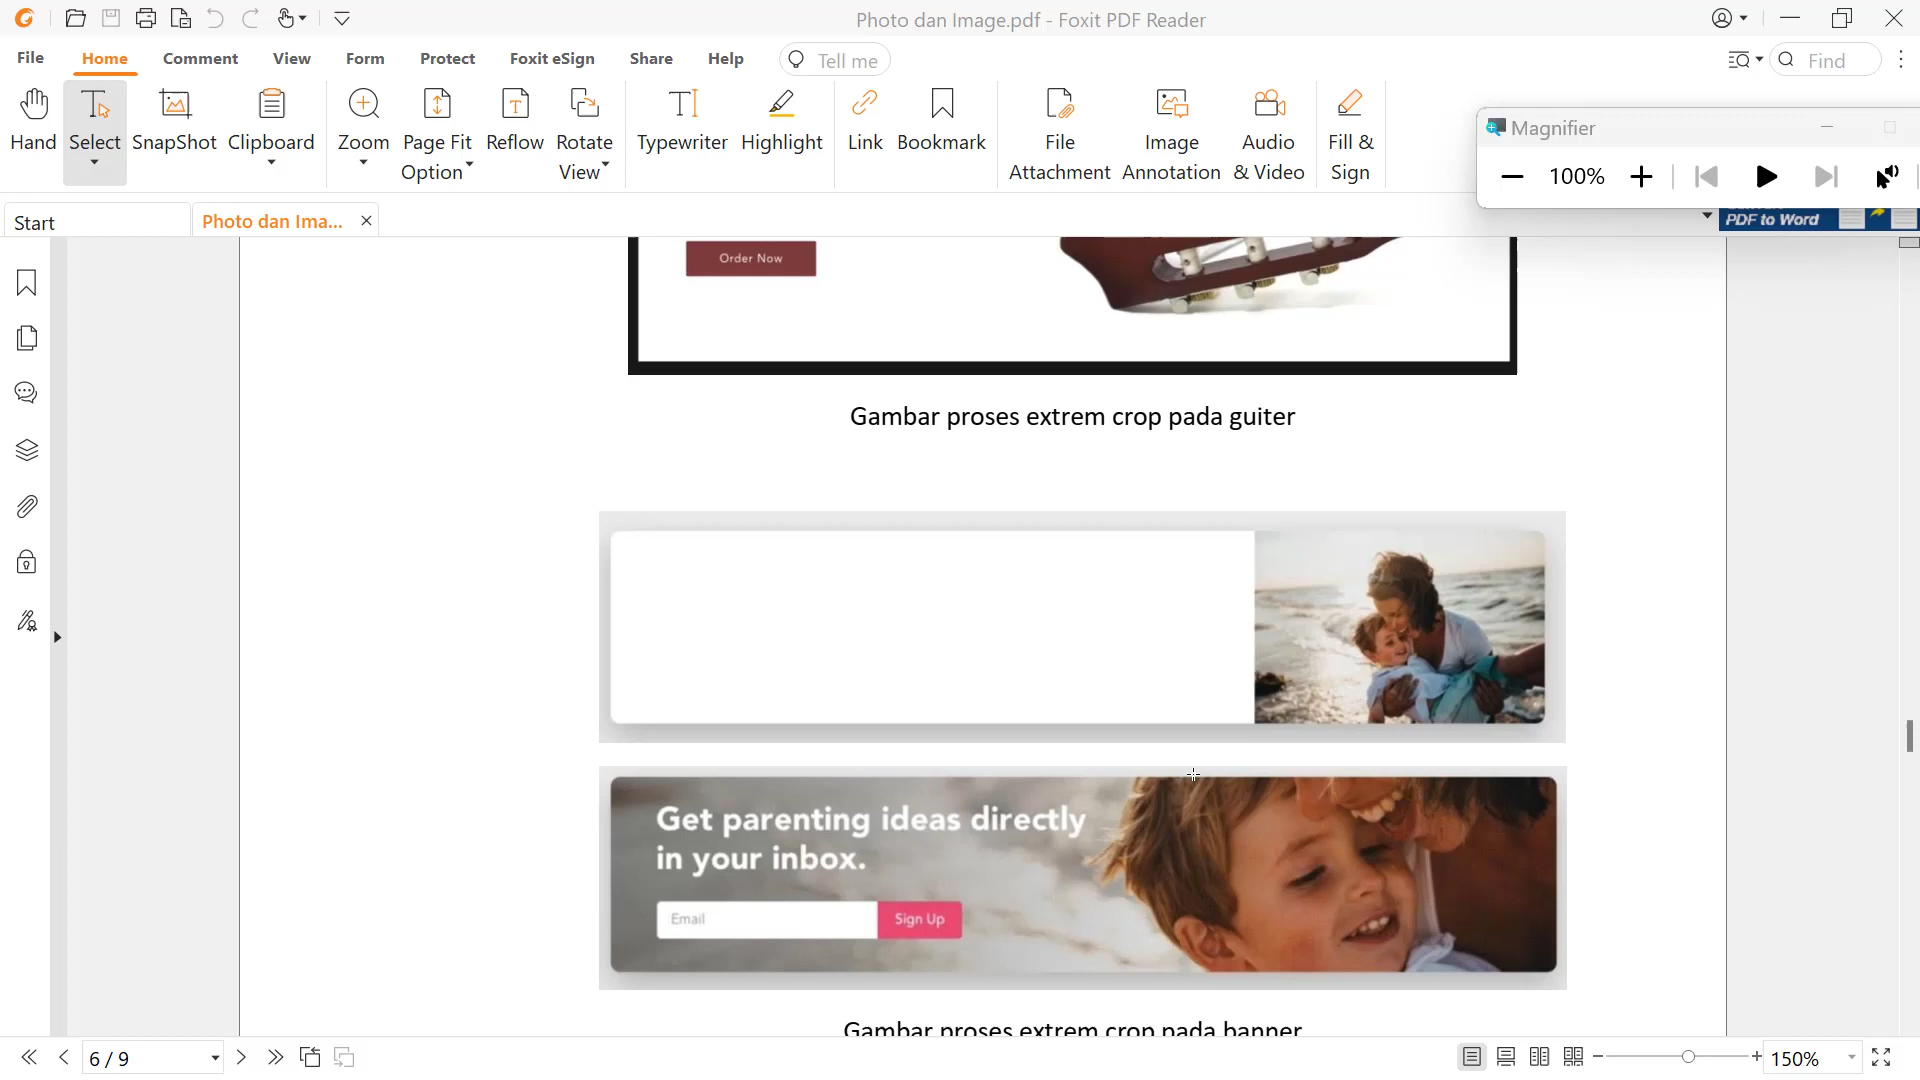 Photo dan Image.pdf - Foxit PDF Reader
File Home Comment View Form Protect Foxit eSign Share Help Tell me Find
Hand Select SnapShot Clipboard Zoom Page Fit Option Reflow Rotate View Typewriter Highlight Link Bookmark File Attachment Image Annotation Audio & Video Fill & Sign
Magnifier
100%
Start Photo dan Ima...
PDF to Word
Order Now
Gambar proses extrem crop pada guiter
Get parenting ideas directly
in your inbox.
Email Sign Up
Gambar proses extrem crop pada banner
6 / 9 150%